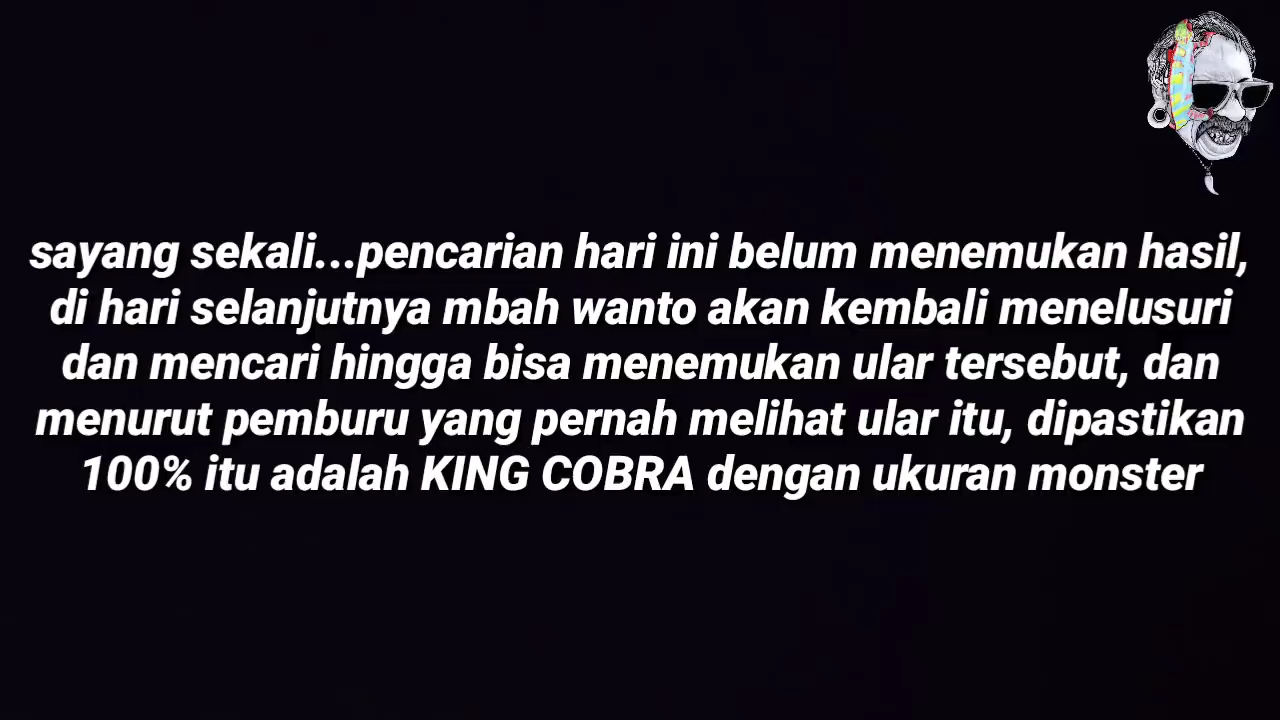 sayang sekali...pencarian hari ini belum menemukan hasil,
di hari selanjutnya mbah wanto akan kembali menelusuri
dan mencari hingga bisa menemukan ular tersebut, dan
menurut pemburu yang pernah melihat ular itu, dipastikan
100% itu adalah KING COBRA dengan ukuran monster